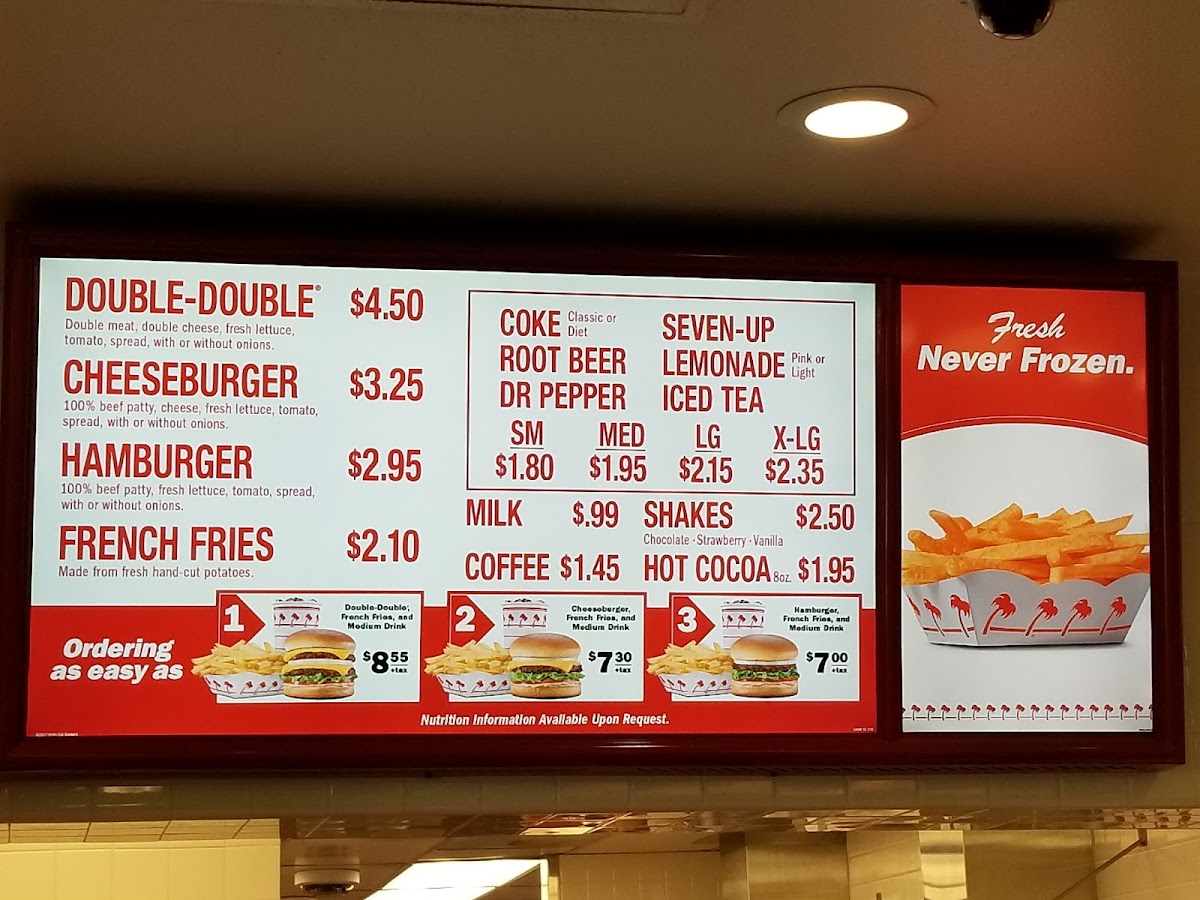 DOUBLE-DOUBLE® $4.50
Double meat, double cheese, fresh lettuce,
tomato, spread, with or without onions.
CHEESEBURGER $3.25
100% beef patty, cheese, fresh lettuce, tomato,
spread, with or without onions.
HAMBURGER $2.95
100% beef patty, fresh lettuce, tomato, spread,
with or without onions.
FRENCH FRIES $2.10
Made from fresh hand-cut potatoes.
COKE Classic or
Diet
ROOT BEER
DR PEPPER
SEVEN-UP
LEMONADE Pink or
Light
ICED TEA
SM MED LG X-LG
$1.80 $1.95 $2.15 $2.35
MILK $.99 SHAKES $2.50
Chocolate - Strawberry - Vanilla
COFFEE $1.45 HOT COCOA 8oz. $1.95
Ordering
as easy as
1
Double-Double®,
French Fries, and
Medium Drink
$8 55
+tax
2
Cheeseburger,
French Fries, and
Medium Drink
$7 30
+tax
3
Hamburger,
French Fries, and
Medium Drink
$7 00
+tax
Nutrition Information Available Upon Request.
Fresh
Never Frozen.